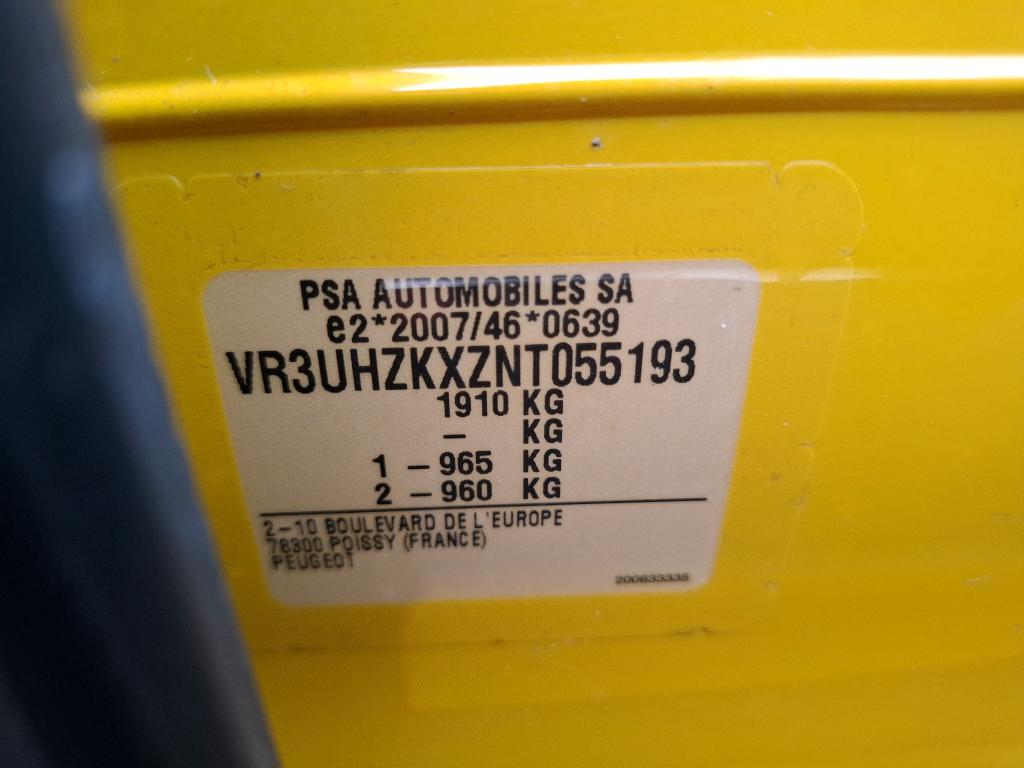 PSA AUTOMOBILES SA
e2*2007/46*0639
VR3UHZKXZNT055193
1910 KG
– KG
1 – 965 KG
2 – 960 KG
2-10 BOULEVARD DE L'EUROPE
78300 POISSY (FRANCE)
PEUGEOT
200633335